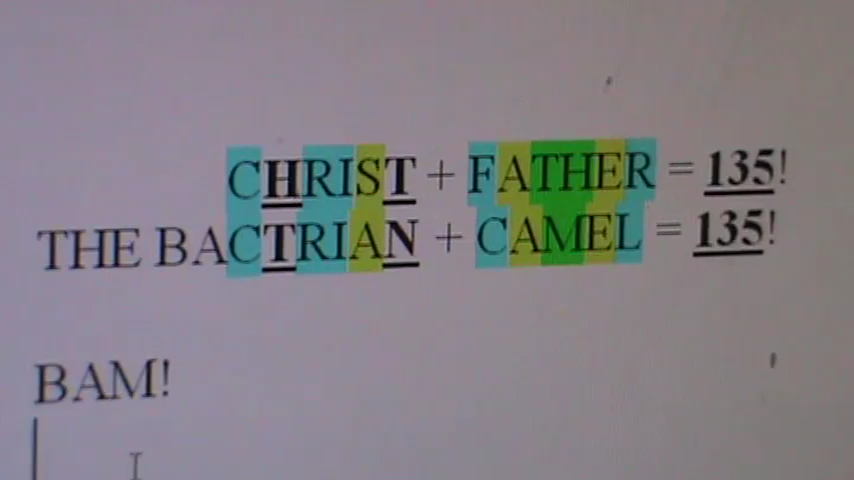 CHRIST + FATHER = 135!
THE BACTRIAN + CAMEL = 135!
BAM!